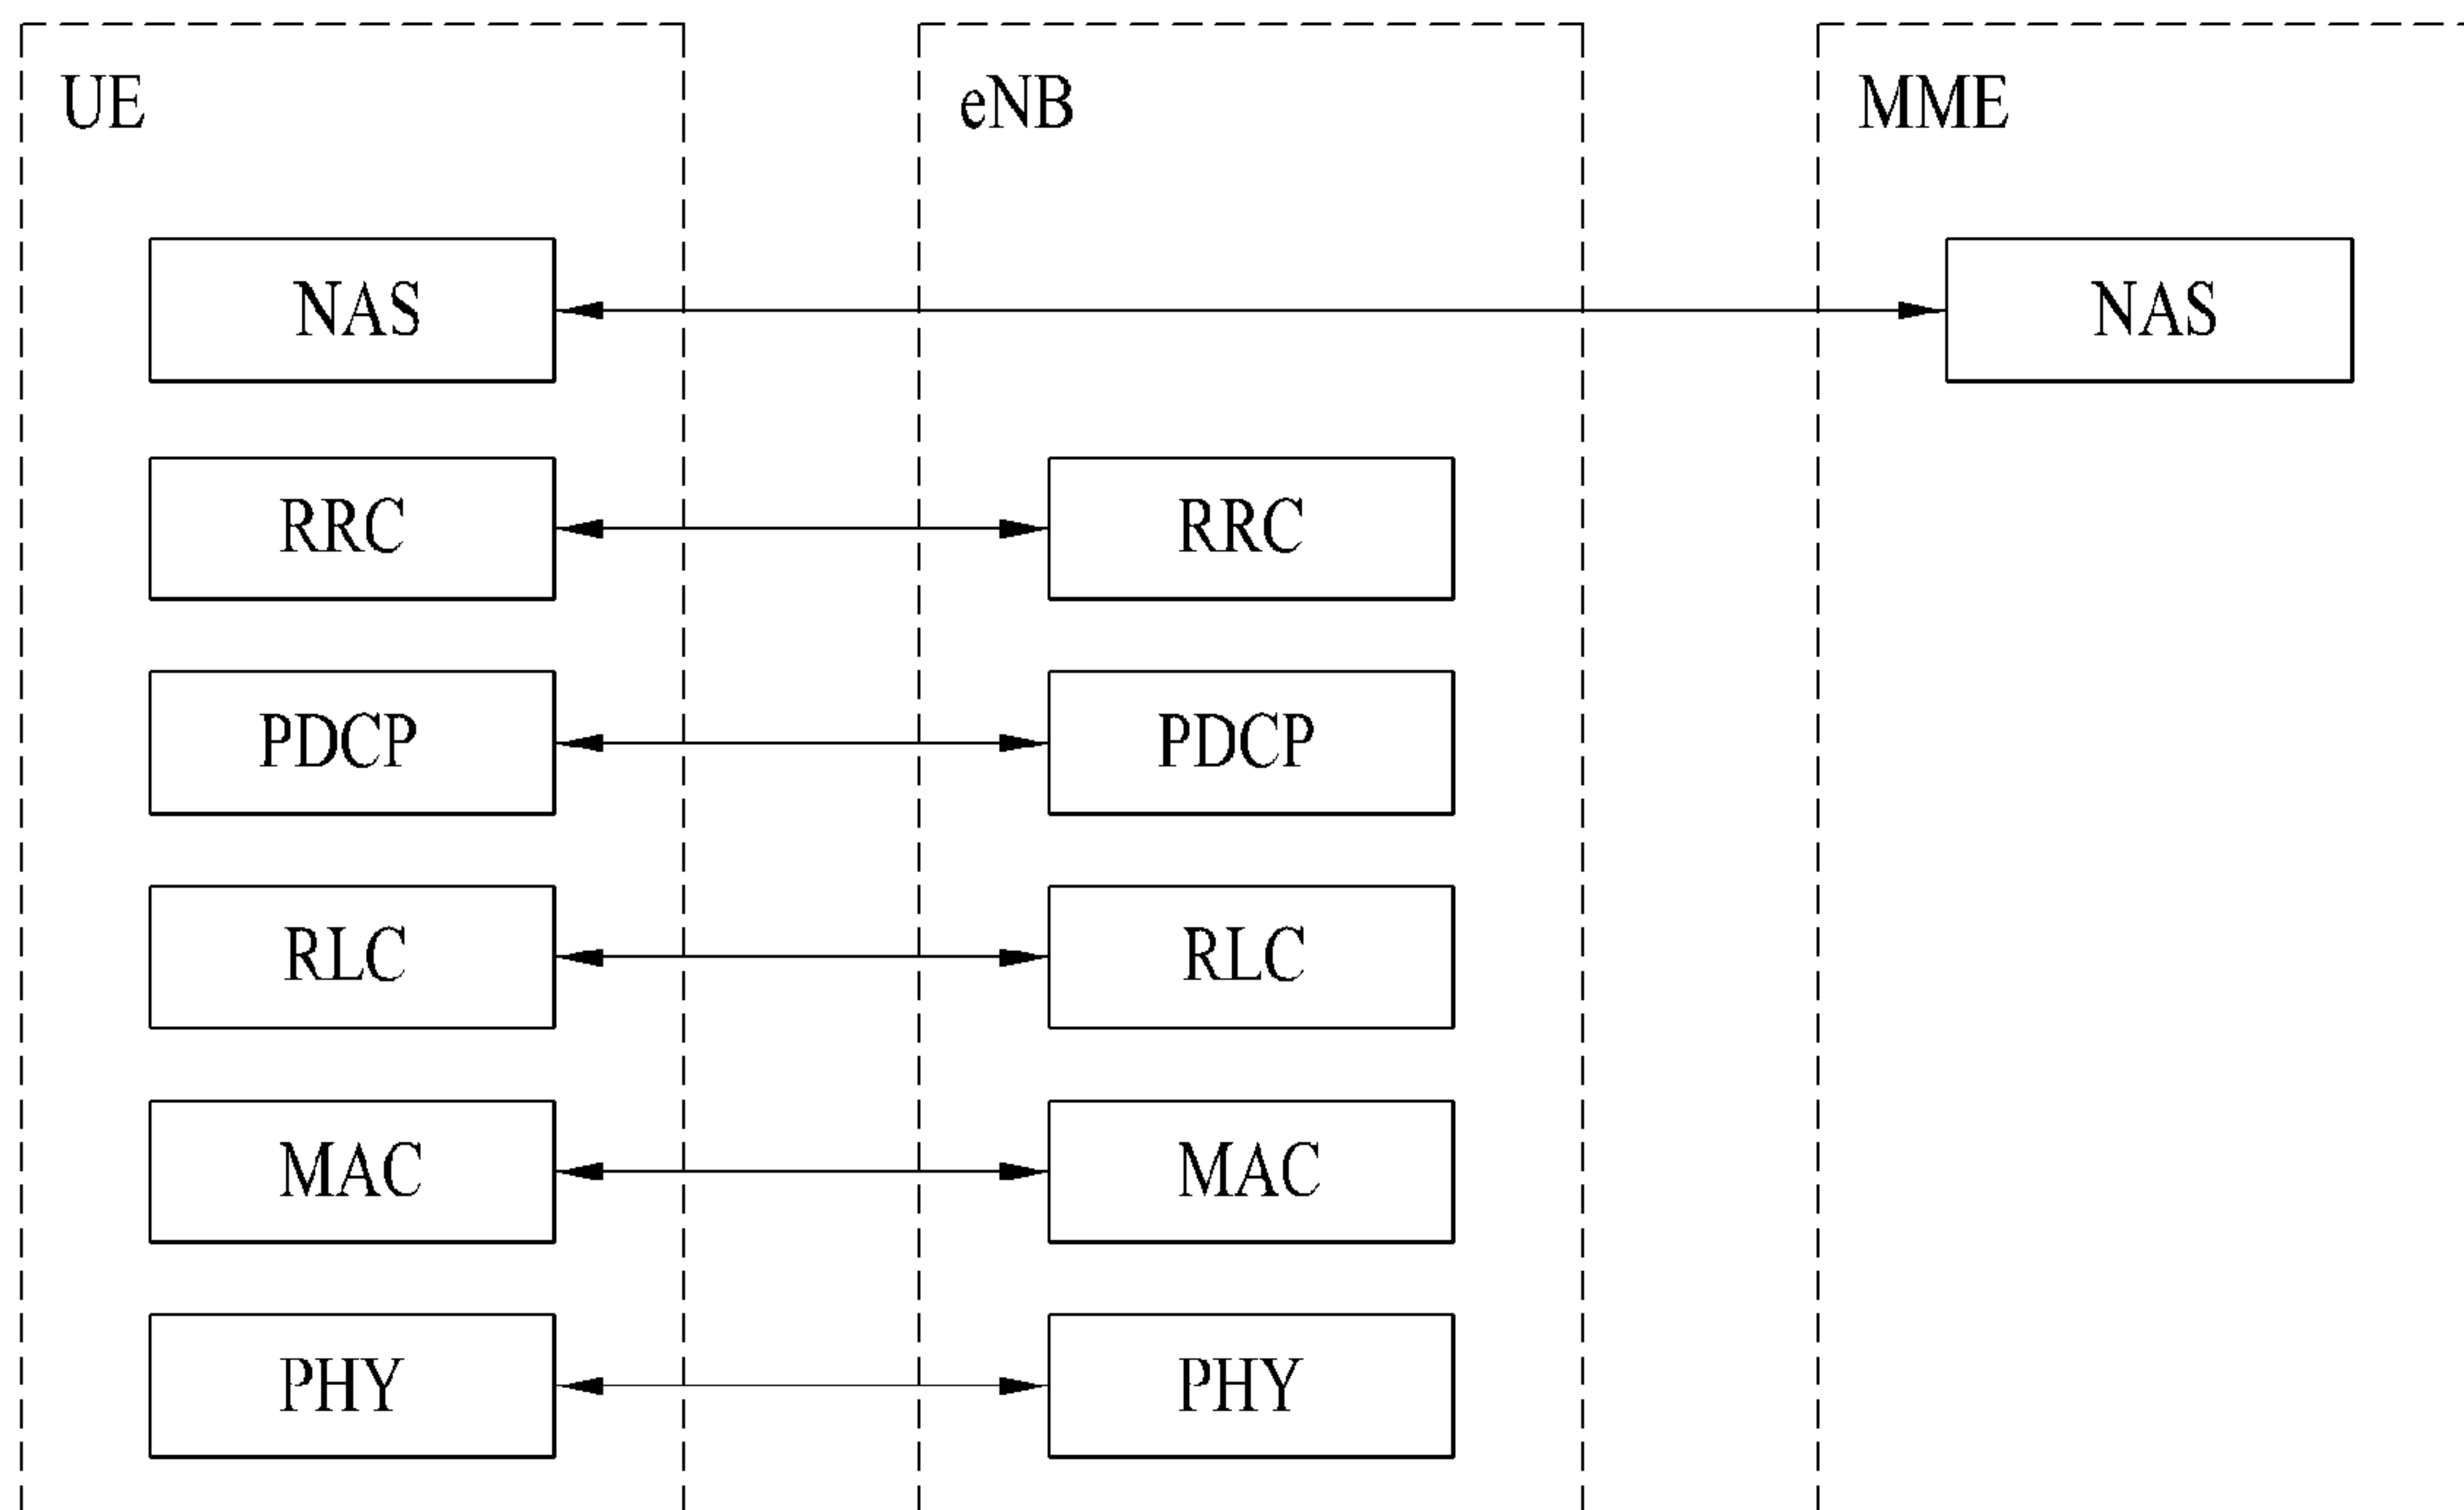 UE
eNB
MME
NAS
NAS
RRC
RRC
PDCP
PDCP
RLC
RLC
MAC
MAC
PHY
PHY